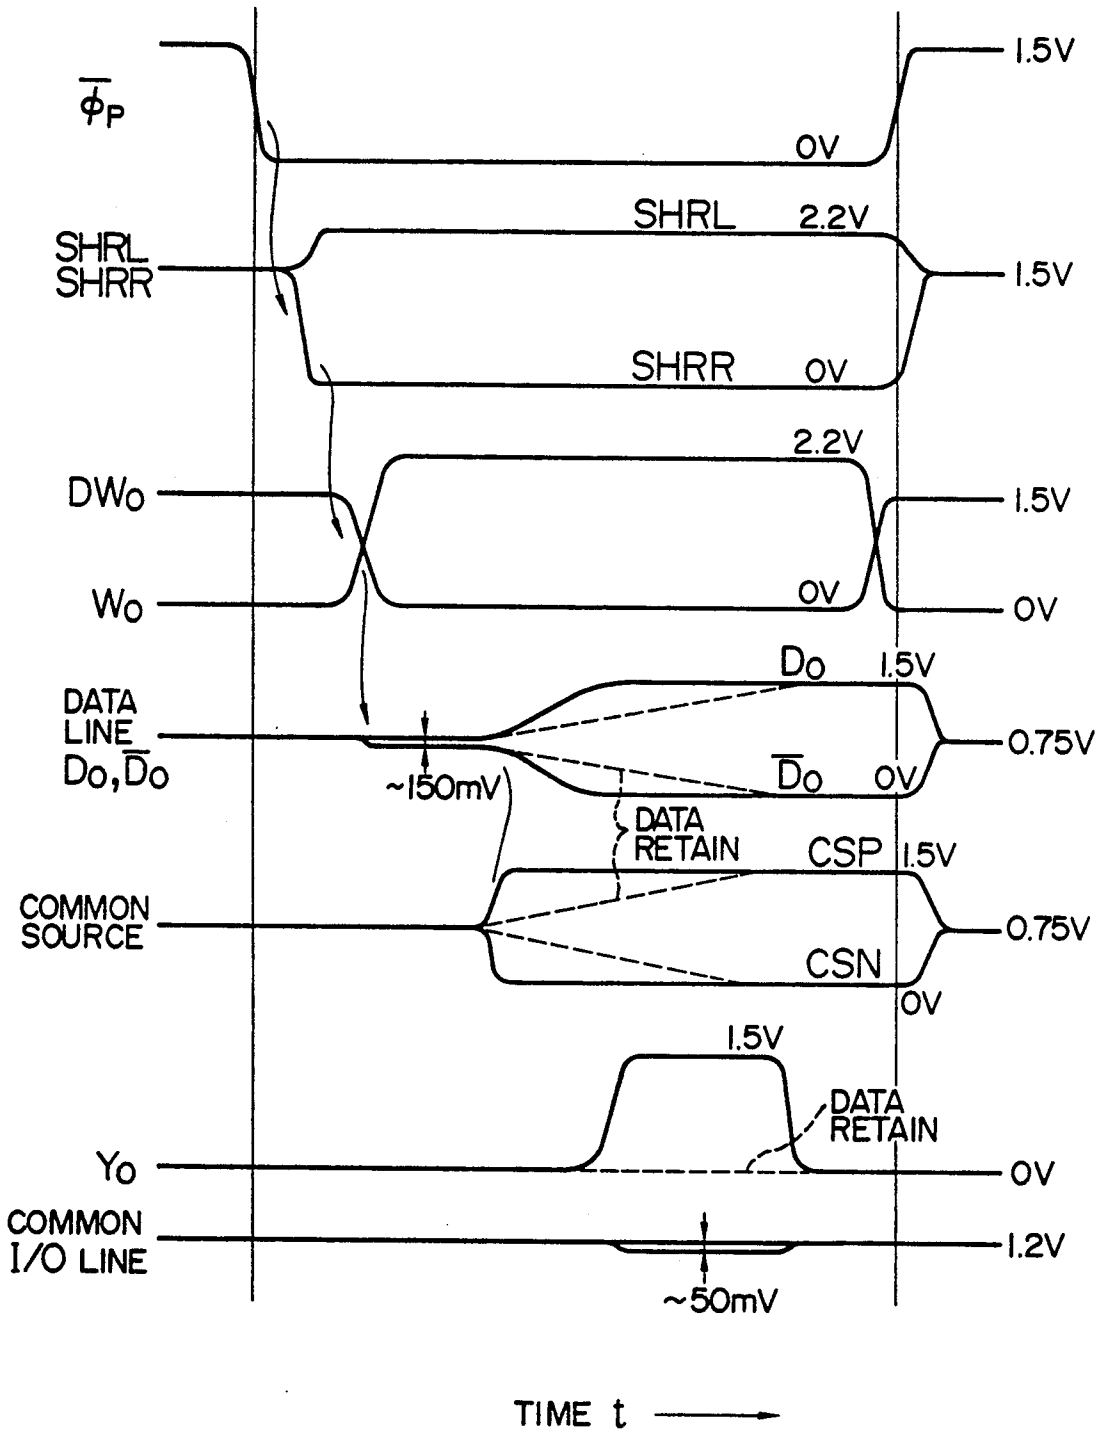 1.5V
φ̅P
0V
SHRL 2.2V
SHRL
SHRR
1.5V
SHRR 0V
2.2V
DW0
1.5V
W0
0V
0V
D0 1.5V
DATA
LINE
D0, D̅0
0.75V
~150mV
D̅0 0V
DATA
RETAIN
CSP 1.5V
COMMON
SOURCE
0.75V
CSN
0V
1.5V
DATA
RETAIN
Y0
0V
COMMON
I/O LINE
1.2V
~50mV
TIME t